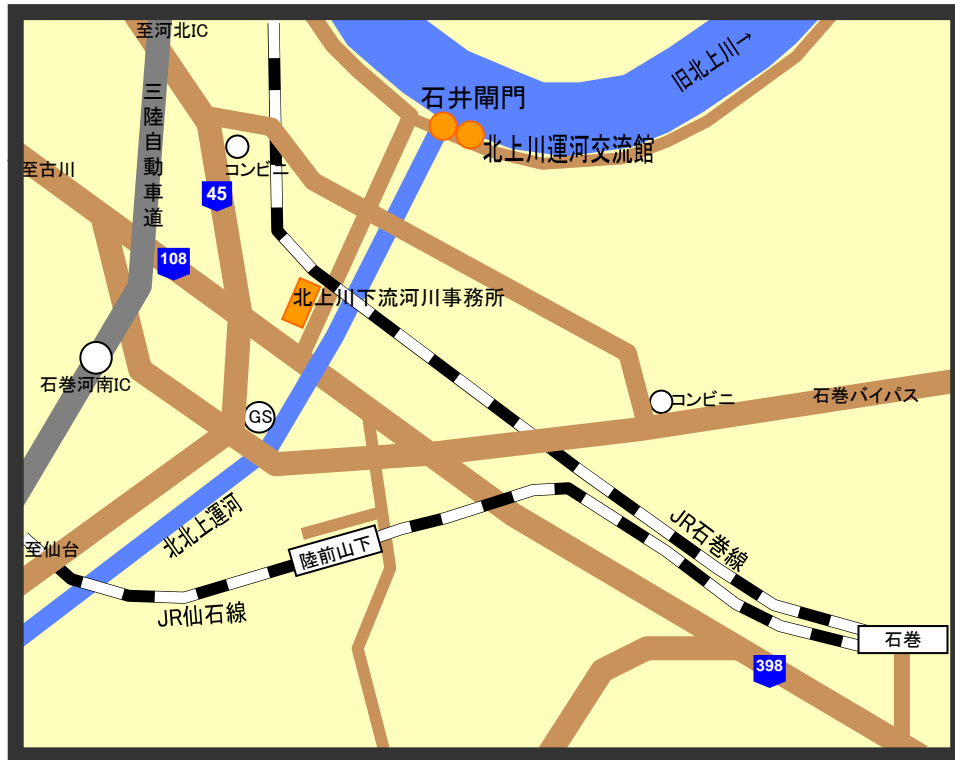 至河北IC
旧北上川→
石井閘門
三陸自動車道
北上川運河交流館
コンビニ
至古川
45
108
北上川下流河川事務所
石巻河南IC
コンビニ
石巻バイパス
GS
北北上運河
JR石巻線
至仙台
陸前山下
JR仙石線
石巻
398